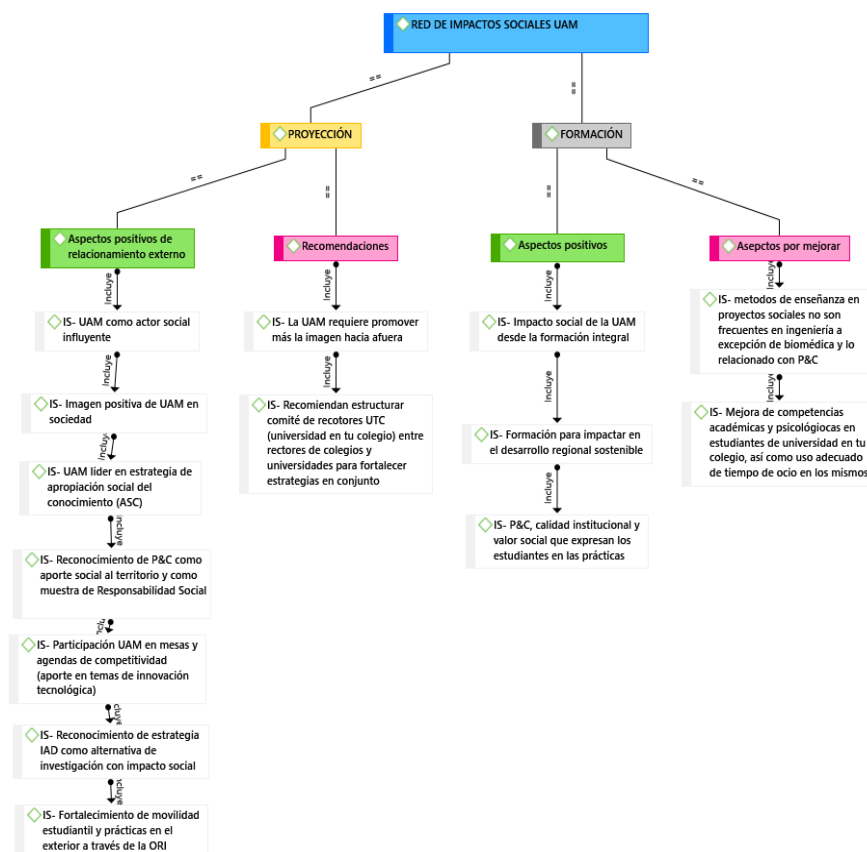 RED DE IMPACTOS SOCIALES UAM
==
==
PROYECCIÓN
FORMACIÓN
==
==
==
==
Aspectos positivos de
relacionamiento externo
Recomendaciones
Aspectos positivos
Asepctos por mejorar
Incluye
Incluye
Incluye
Incluye
IS- UAM como actor social
influyente
IS- La UAM requiere promover
más la imagen hacia afuera
IS- Impacto social de la UAM
desde la formación integral
IS- metodos de enseñanza en
proyectos sociales no son
frecuentes en ingeniería a
excepción de biomédica y lo
relacionado con P&C
Incluye
Incluye
Incluye
Incluye
IS- Imagen positiva de UAM en
sociedad
IS- Recomiendan estructurar
comité de recotores UTC
(universidad en tu colegio) entre
rectores de colegios y
universidades para fortalecer
estrategias en conjunto
IS- Formación para impactar en
el desarrollo regional sostenible
IS- Mejora de competencias
académicas y psicológiocas en
estudiantes de universidad en tu
colegio, así como uso adecuado
de tiempo de ocio en los mismos
Incluye
Incluye
IS- UAM lider en estrategia de
apropiación social del
conocimiento (ASC)
IS- P&C, calidad institucional y
valor social que expresan los
estudiantes en las prácticas
incluye
IS- Reconocimiento de P&C como
aporte social al territorio y como
muestra de Responsabilidad Social
IS- Participación UAM en mesas y
agendas de competitividad
(aporte en temas de innovación
tecnológica)
cluye
IS- Reconocimiento de estrategia
IAD como alternativa de
investigación con impacto social
ncluye
IS- Fortalecimiento de movilidad
estudiantil y prácticas en el
exterior a través de la ORI